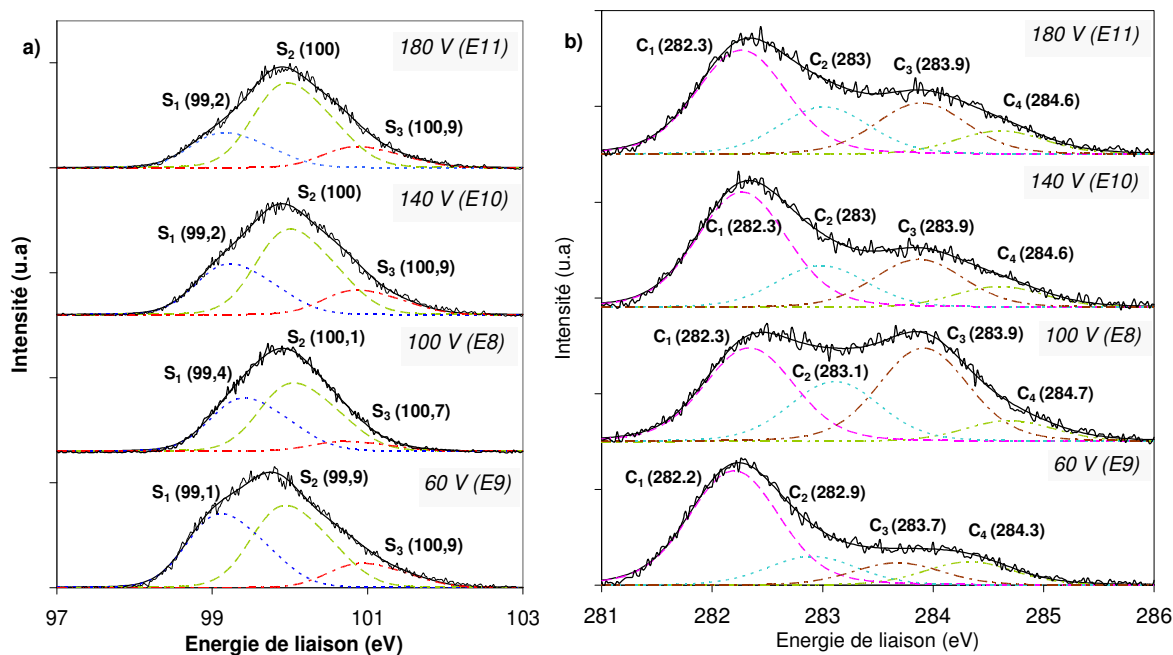 a)
180 V (E11)
S₂ (100)
S₁ (99,2)
S₃ (100,9)
140 V (E10)
S₂ (100)
S₁ (99,2)
S₃ (100,9)
100 V (E8)
S₂ (100,1)
S₁ (99,4)
S₃ (100,7)
60 V (E9)
S₂ (99,9)
S₁ (99,1)
S₃ (100,9)
Intensité (u.a)
97 99 101 103
Energie de liaison (eV)
b)
180 V (E11)
C₁ (282.3)
C₂ (283)
C₃ (283.9)
C₄ (284.6)
140 V (E10)
C₁ (282.3)
C₂ (283)
C₃ (283.9)
C₄ (284.6)
100 V (E8)
C₁ (282.3)
C₂ (283.1)
C₃ (283.9)
C₄ (284.7)
60 V (E9)
C₁ (282.2)
C₂ (282.9)
C₃ (283.7)
C₄ (284.3)
Intensité (u.a)
281 282 283 284 285 286
Energie de liaison (eV)